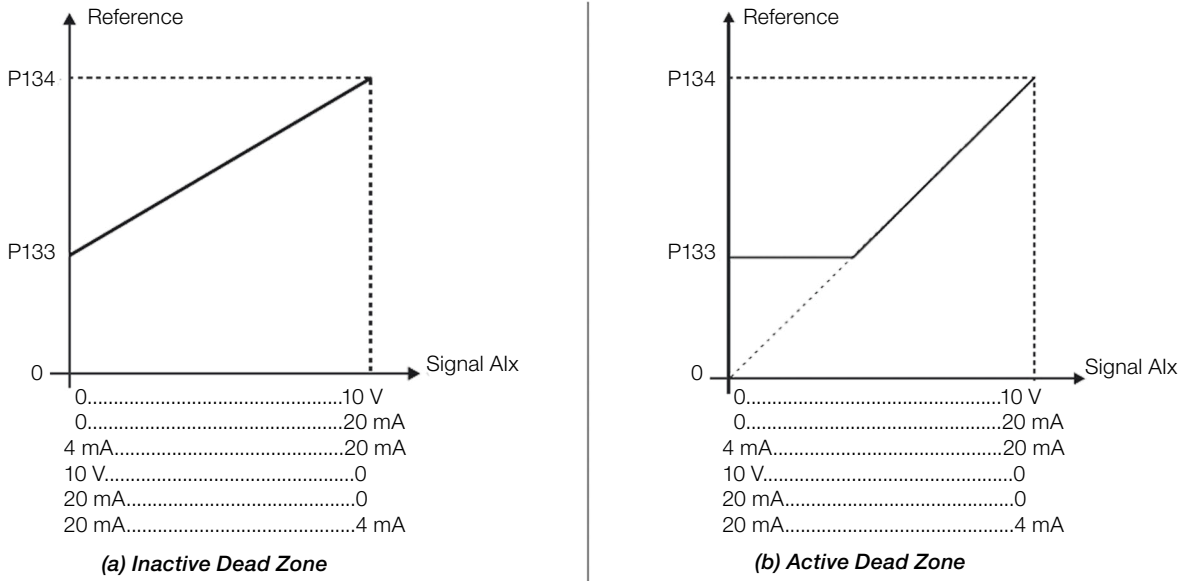 Reference
P134
P133
0
Signal AIx
0..................................................10 V
0..................................................20 mA
4 mA...............................................20 mA
10 V.................................................0
20 mA..............................................0
20 mA..............................................4 mA
(a) Inactive Dead Zone
Reference
P134
P133
0
Signal AIx
0..................................................10 V
0..................................................20 mA
4 mA...............................................20 mA
10 V.................................................0
20 mA..............................................0
20 mA..............................................4 mA
(b) Active Dead Zone